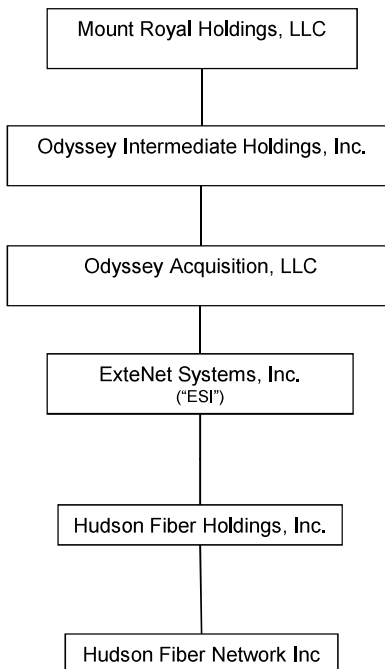 Mount Royal Holdings, LLC
Odyssey Intermediate Holdings, Inc.
Odyssey Acquisition, LLC
ExteNet Systems, Inc.
(“ESI”)
Hudson Fiber Holdings, Inc.
Hudson Fiber Network Inc